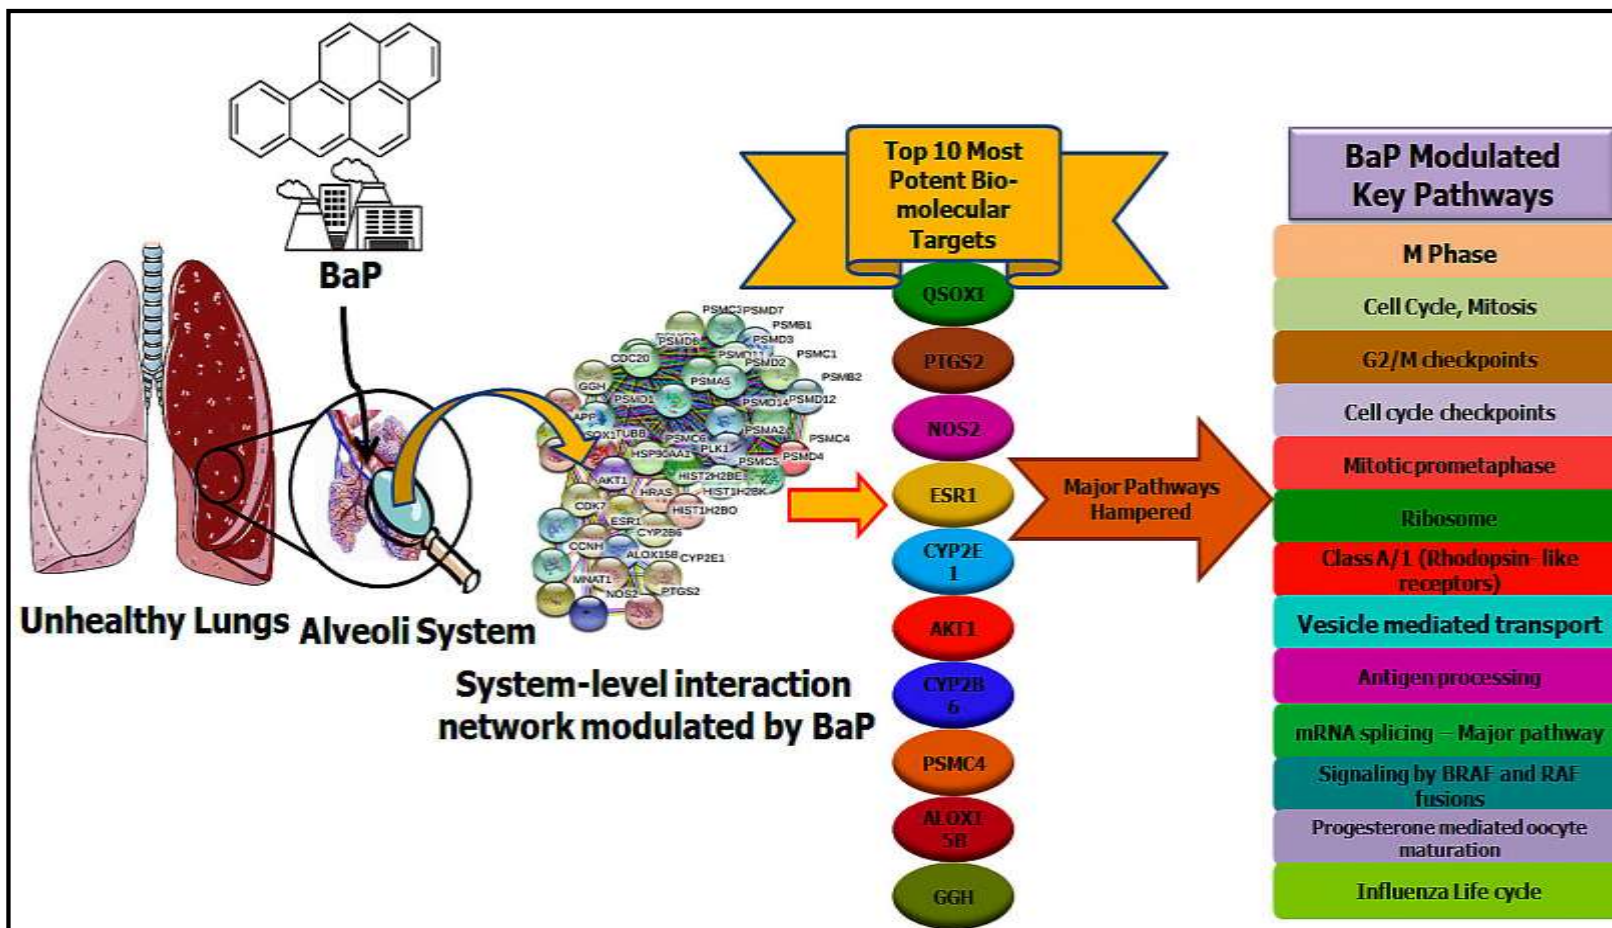 BaP
Unhealthy Lungs
Alveoli System
PSMC3
PSMD7
PSMB1
PSMD3
PSMD8
CDC20
PSMD11
PSMD2
PSMC1
GGH
PSMA5
PSMB2
PSMD1
PSMD14
PSMD12
APP
TUBB
PSMC6
PLK1
PSMA2
PSMC4
HSP90AA1
PSMC5
PSMD4
AKT1
HIST2H2BE
HRAS
HIST1H2BK
CDK7
ESR1
HIST1H2BO
CYP2B6
CCNH
ALOX15B
CYP2E1
MNAT1
NOS2
PTGS2
System-level interaction
network modulated by BaP
Top 10 Most
Potent Bio-
molecular
Targets
QSOX1
PTGS2
NOS2
ESR1
CYP2E
1
AKT1
CYP2B
6
PSMC4
ALOX1
5B
GGH
Major Pathways
Hampered
BaP Modulated
Key Pathways
M Phase
Cell Cycle, Mitosis
G2/M checkpoints
Cell cycle checkpoints
Mitotic prometaphase
Ribosome
Class A/1 (Rhodopsin- like
receptors)
Vesicle mediated transport
Antigen processing
mRNA splicing – Major pathway
Signaling by BRAF and RAF
fusions
Progesterone mediated oocyte
maturation
Influenza Life cycle